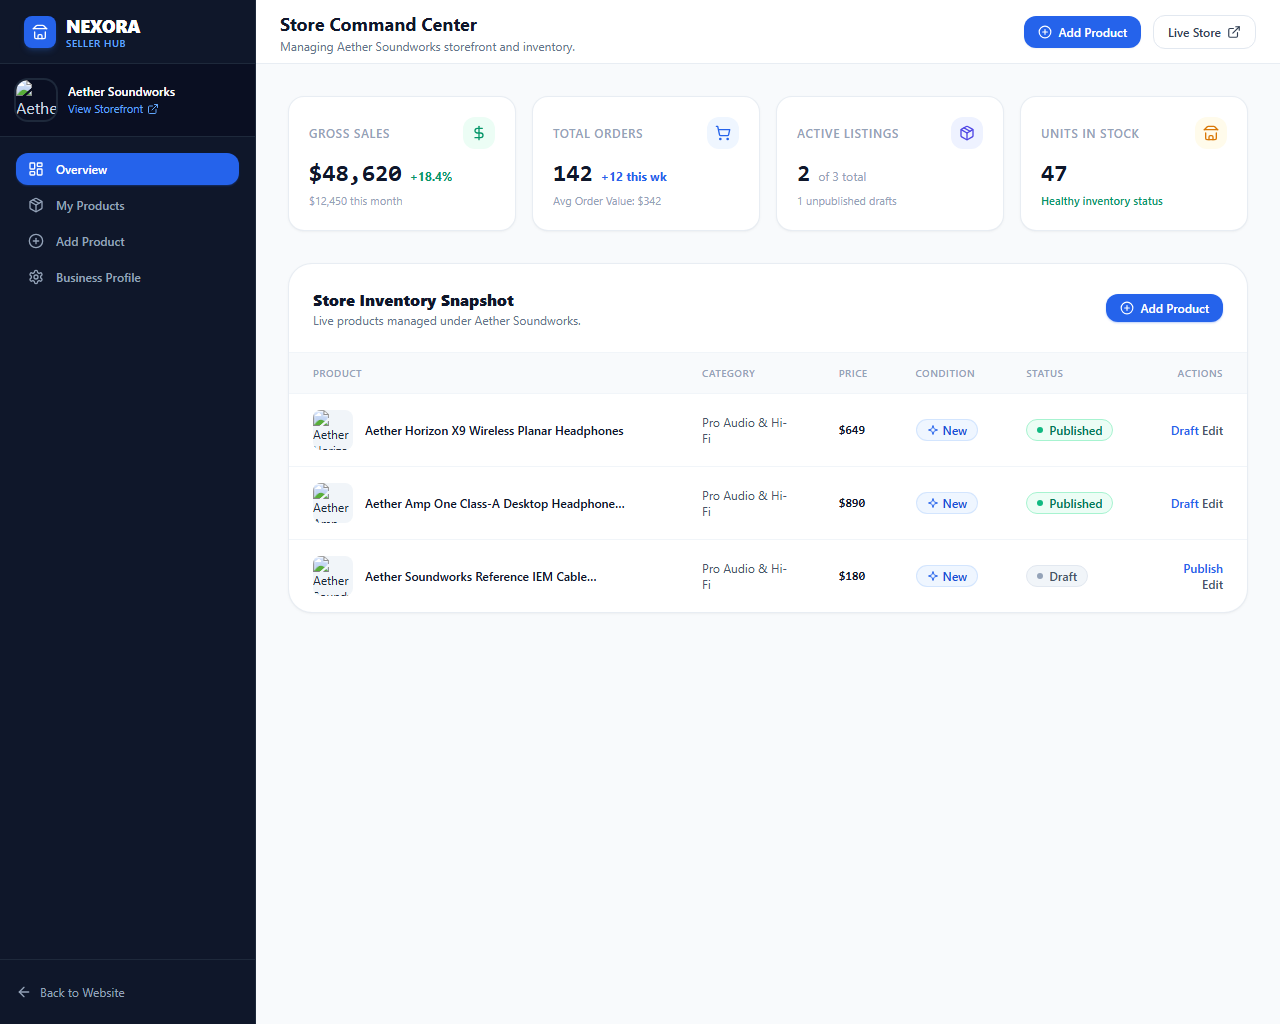 NEXORA
SELLER HUB
Aether Soundworks
View Storefront
Aethe
Overview
My Products
Add Product
Business Profile
Back to Website
Store Command Center
Managing Aether Soundworks storefront and inventory.
Add Product
Live Store
GROSS SALES
$48,620 +18.4%
$12,450 this month
TOTAL ORDERS
142 +12 this wk
Avg Order Value: $342
ACTIVE LISTINGS
2 of 3 total
1 unpublished drafts
UNITS IN STOCK
47
Healthy inventory status
Store Inventory Snapshot
Live products managed under Aether Soundworks.
Add Product
PRODUCT CATEGORY PRICE CONDITION STATUS ACTIONS
Aether
Aether Horizon X9 Wireless Planar Headphones
Pro Audio & Hi-
Fi
$649
New
Published
Draft Edit
Aether
Aether Amp One Class-A Desktop Headphone...
Pro Audio & Hi-
Fi
$890
New
Published
Draft Edit
Aether
Aether Soundworks Reference IEM Cable...
Pro Audio & Hi-
Fi
$180
New
Draft
Publish
Edit